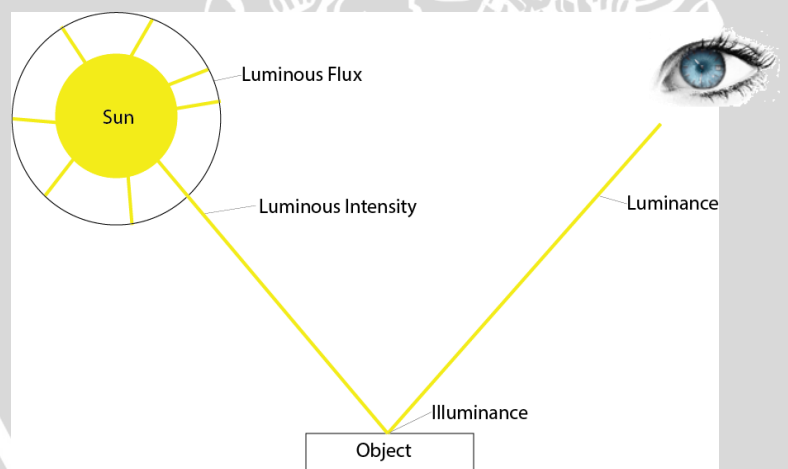 Luminous Flux
Sun
Luminous Intensity
Luminance
Illuminance
Object